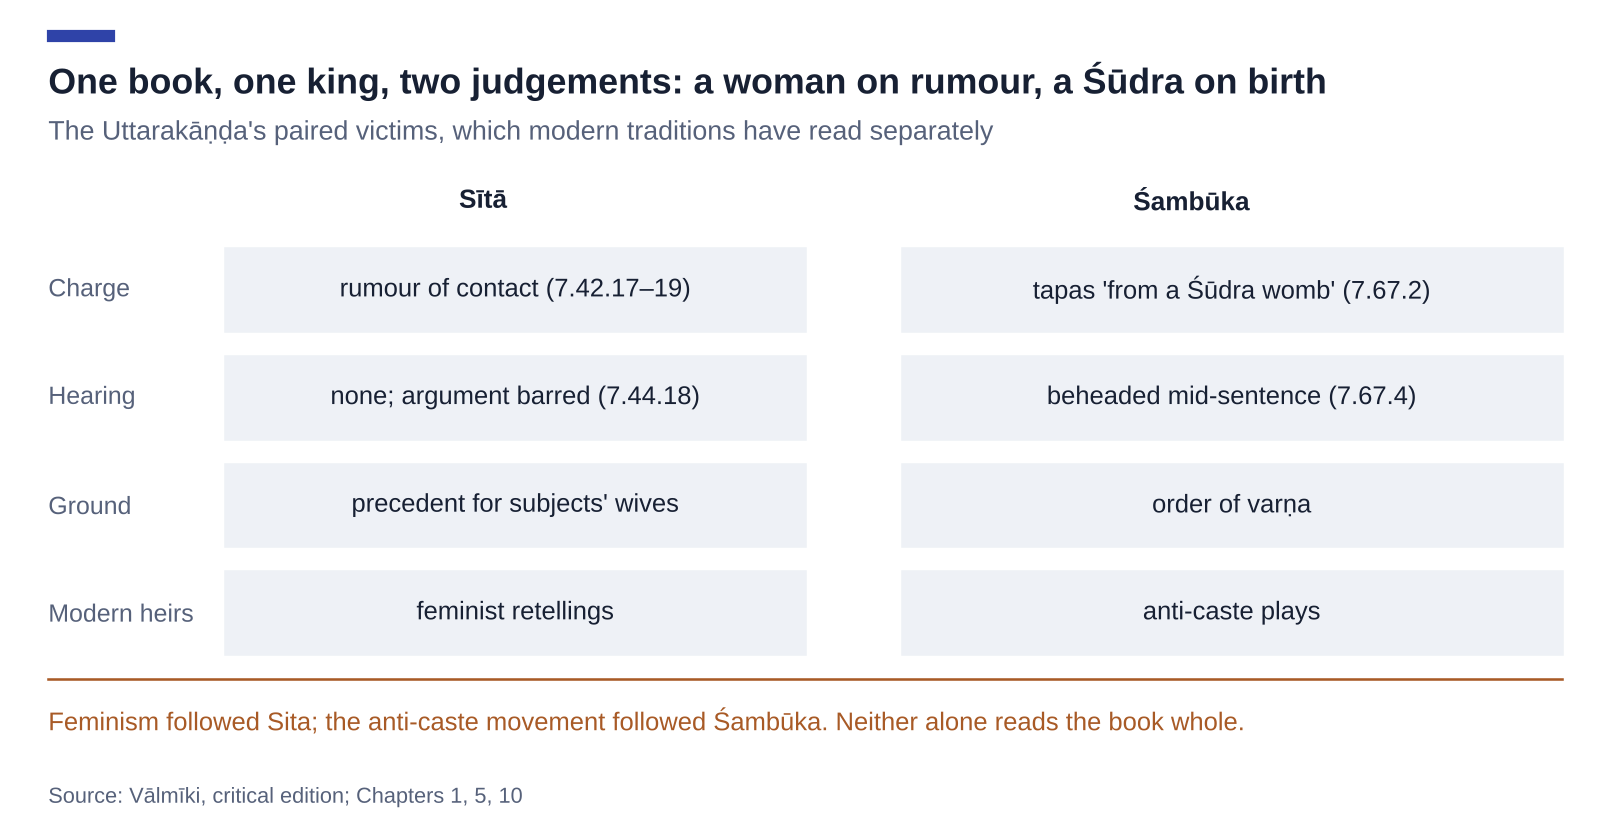 One book, one king, two judgements: a woman on rumour, a Śūdra on birth
The Uttarakāṇḍa's paired victims, which modern traditions have read separately
Sītā
Śambūka
Charge
rumour of contact (7.42.17–19)
tapas 'from a Śūdra womb' (7.67.2)
Hearing
none; argument barred (7.44.18)
beheaded mid-sentence (7.67.4)
Ground
precedent for subjects' wives
order of varṇa
Modern heirs
feminist retellings
anti-caste plays
Feminism followed Sita; the anti-caste movement followed Śambūka. Neither alone reads the book whole.
Source: Vālmīki, critical edition; Chapters 1, 5, 10